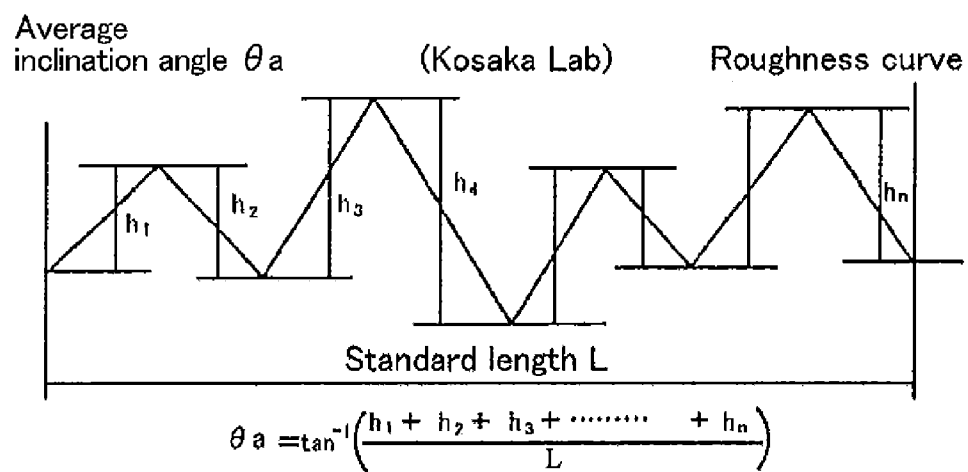 Average
inclination angle θa (Kosaka Lab) Roughness curve
h₁ h₂ h₃ h₄ hₙ
Standard length L
θa = tan⁻¹((h₁ + h₂ + h₃ + ········· + hₙ) / L)